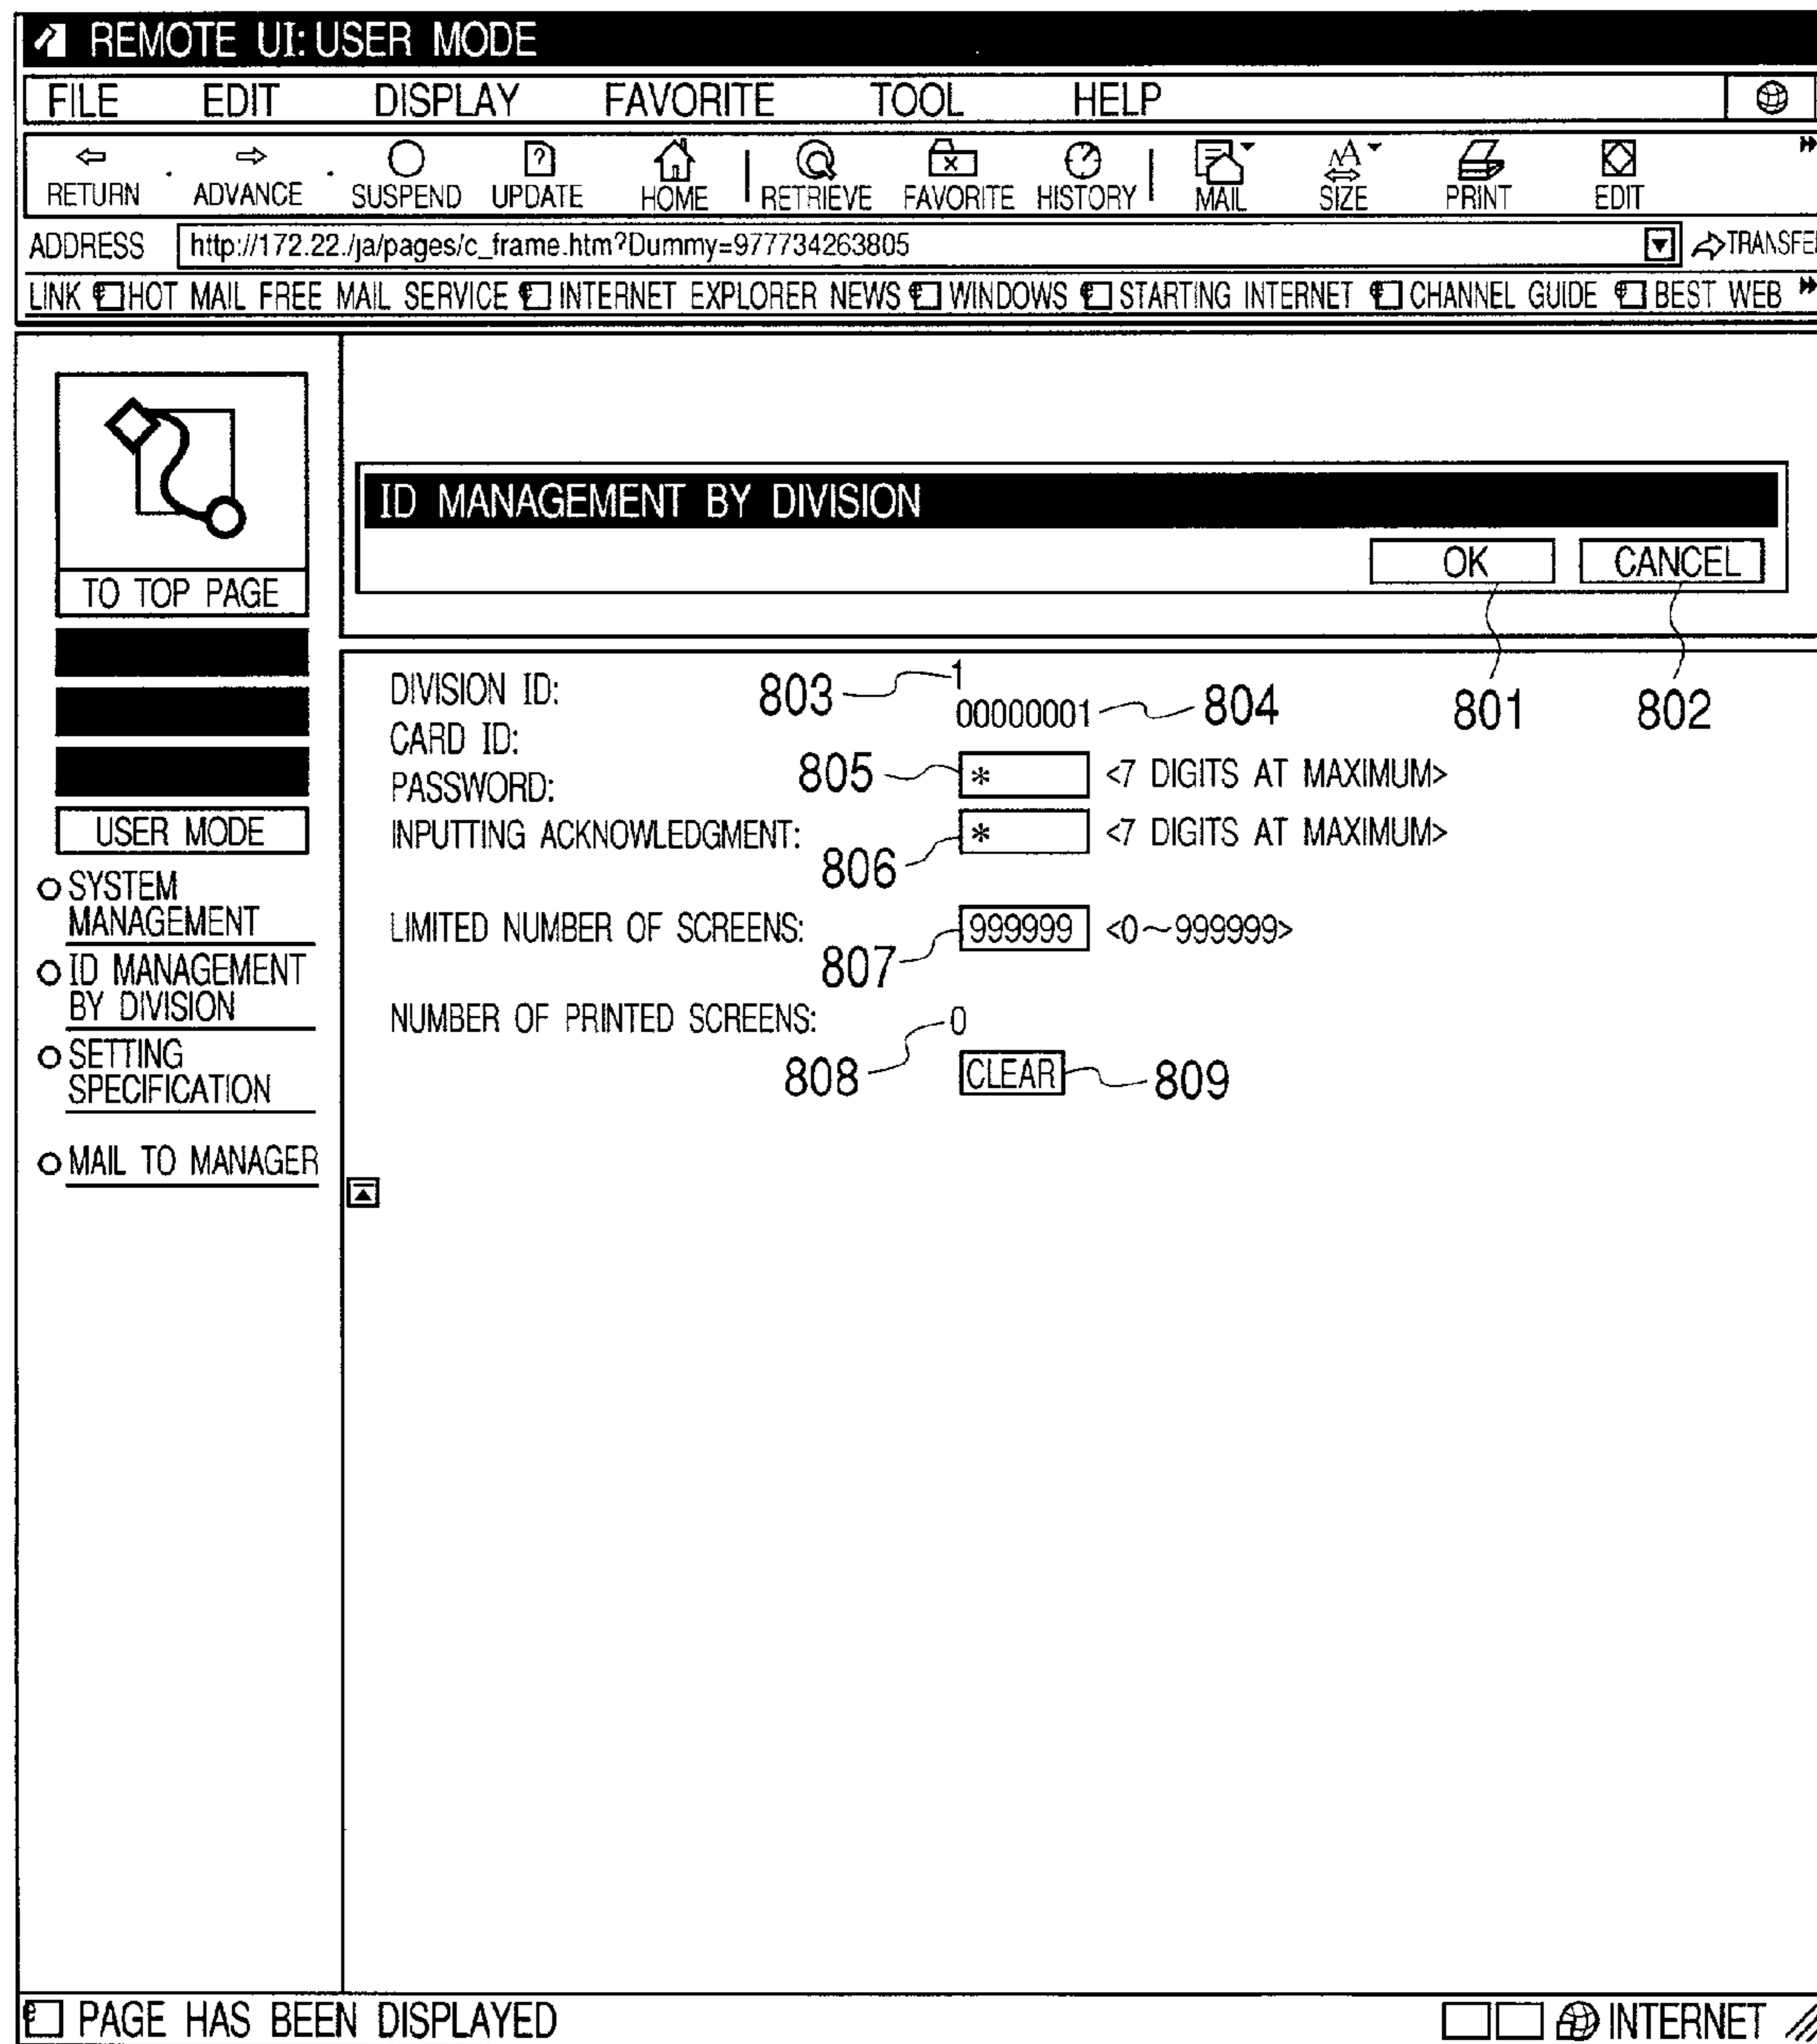 REMOTE UI: USER MODE
FILE EDIT DISPLAY FAVORITE TOOL HELP
RETURN ADVANCE SUSPEND UPDATE HOME RETRIEVE FAVORITE HISTORY MAIL SIZE PRINT EDIT
ADDRESS http://172.22./ja/pages/c_frame.htm?Dummy=977734263805 TRANSFER
LINK HOT MAIL FREE MAIL SERVICE INTERNET EXPLORER NEWS WINDOWS STARTING INTERNET CHANNEL GUIDE BEST WEB
TO TOP PAGE
USER MODE
SYSTEM
MANAGEMENT
ID MANAGEMENT
BY DIVISION
SETTING
SPECIFICATION
MAIL TO MANAGER
ID MANAGEMENT BY DIVISION
OK CANCEL
801 802
DIVISION ID: 803 1
00000001 804
CARD ID:
PASSWORD: 805 * <7 DIGITS AT MAXIMUM>
INPUTTING ACKNOWLEDGMENT: * <7 DIGITS AT MAXIMUM>
806
LIMITED NUMBER OF SCREENS: 999999 <0~999999>
807
NUMBER OF PRINTED SCREENS: 0
808 CLEAR 809
PAGE HAS BEEN DISPLAYED INTERNET